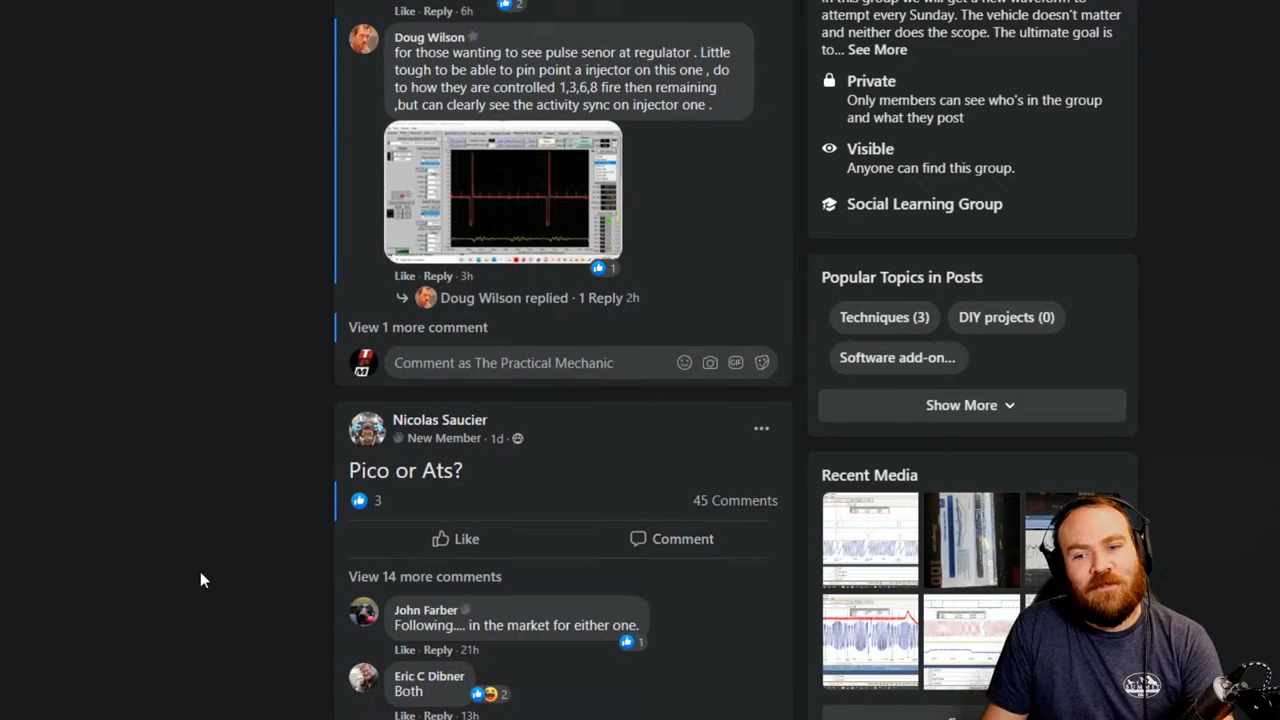 Like · Reply · 6h
2
Doug Wilson
for those wanting to see pulse senor at regulator . Little
tough to be able to pin point a injector on this one , do
to how they are controlled 1,3,6,8 fire then remaining
,but can clearly see the activity sync on injector one .
Like · Reply · 3h
1
Doug Wilson replied · 1 Reply 2h
View 1 more comment
Comment as The Practical Mechanic
GIF
TPM
Nicolas Saucier
New Member · 1d ·
Pico or Ats?
3
45 Comments
Like
Comment
View 14 more comments
John Farber
Following.... in the market for either one.
1
Like · Reply · 21h
Eric C Dibner
Both
2
Like · Reply · 13h
In this group we will get a new waveform to
attempt every Sunday. The vehicle doesn't matter
and neither does the scope. The ultimate goal is
to... See More
Private
Only members can see who's in the group
and what they post
Visible
Anyone can find this group.
Social Learning Group
Popular Topics in Posts
Techniques (3)
DIY projects (0)
Software add-on...
Show More
Recent Media